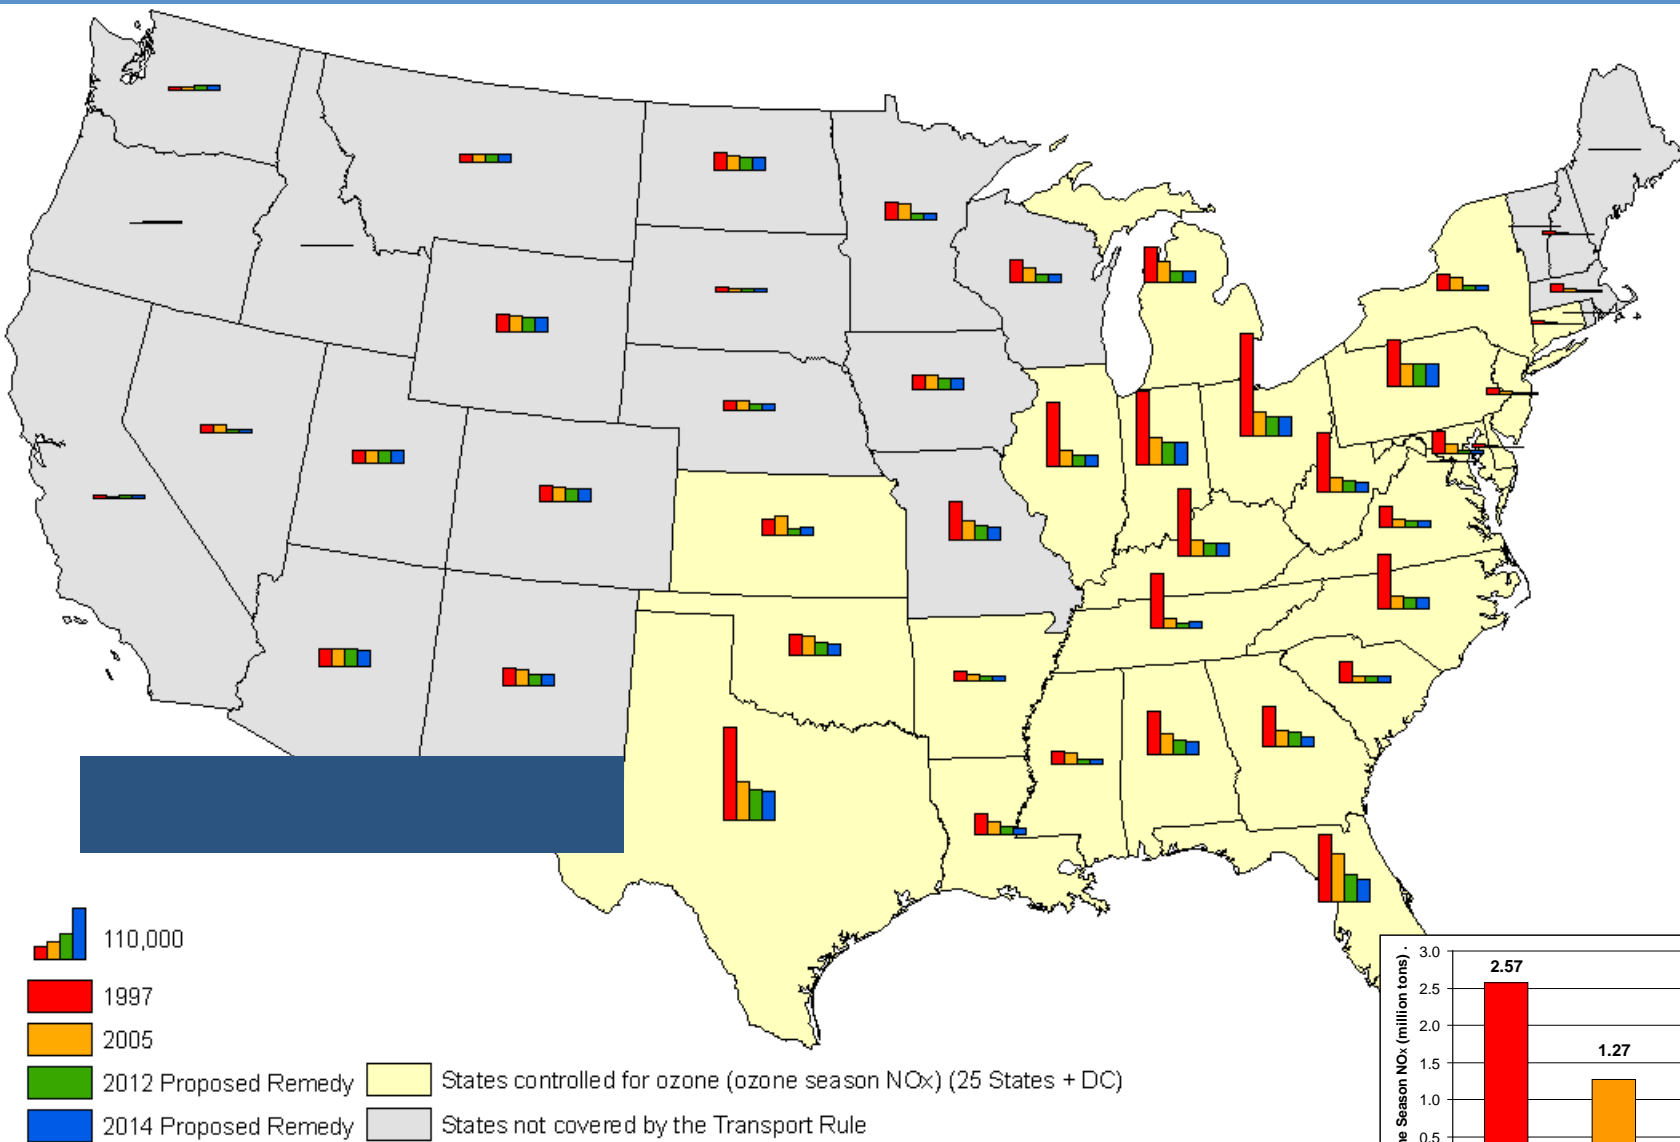 110,000
1997
2005
2012 Proposed Remedy
2014 Proposed Remedy
States controlled for ozone (ozone season NOx) (25 States + DC)
States not covered by the Transport Rule
Season NOx (million tons) .
3.0
2.5
2.0
1.5
1.0
0.5
2.57
1.27